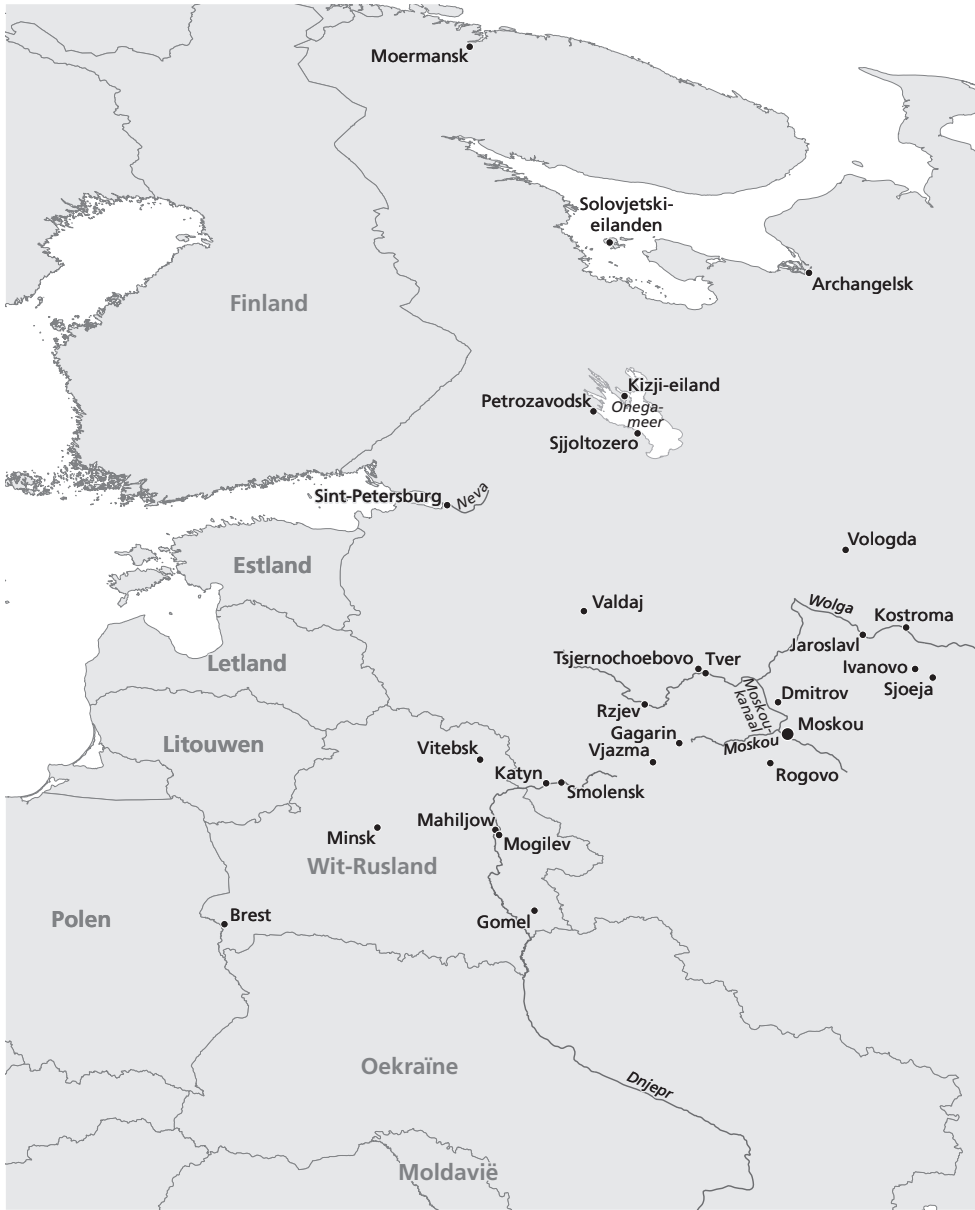 Moermansk
Solovjetski-
eilanden
Archangelsk
Finland
Kizji-eiland
Petrozavodsk
Onega-
meer
Sjjoltozero
Sint-Petersburg
Neva
Vologda
Estland
Valdaj
Wolga
Kostroma
Jaroslavl
Letland
Tsjernochoebovo
Tver
Ivanovo
Sjoeja
Moskou-
kanaal
Dmitrov
Rzjev
Moskou
Gagarin
Litouwen
Vitebsk
Vjazma
Moskou
Katyn
Rogovo
Smolensk
Mahiljow
Minsk
Mogilev
Wit-Rusland
Polen
Brest
Gomel
Oekraïne
Dnjepr
Moldavië